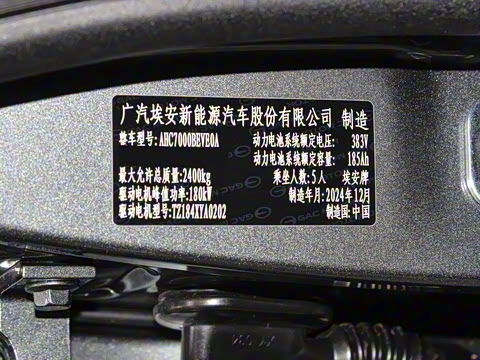 广汽埃安新能源汽车股份有限公司 制造
整车型号:AHC7000BEVE0A 动力电池系统额定电压: 383V
动力电池系统额定容量: 185Ah
最大允许总质量:2400kg 乘坐人数:5人 埃安牌
驱动电机峰值功率:180kW 制造年月:2024年12月
驱动电机型号:TZ184XYA0202 制造国:中国